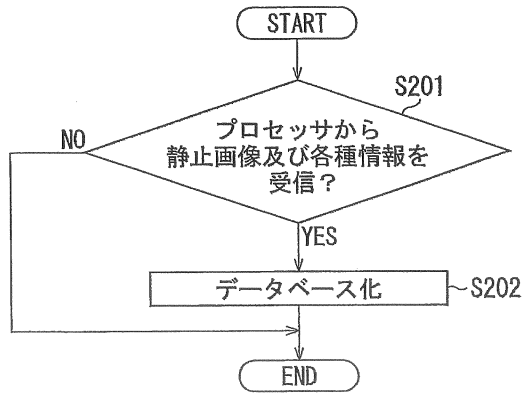 START
S201
プロセッサから
静止画像及び各種情報を
受信？
NO
YES
データベース化
S202
END